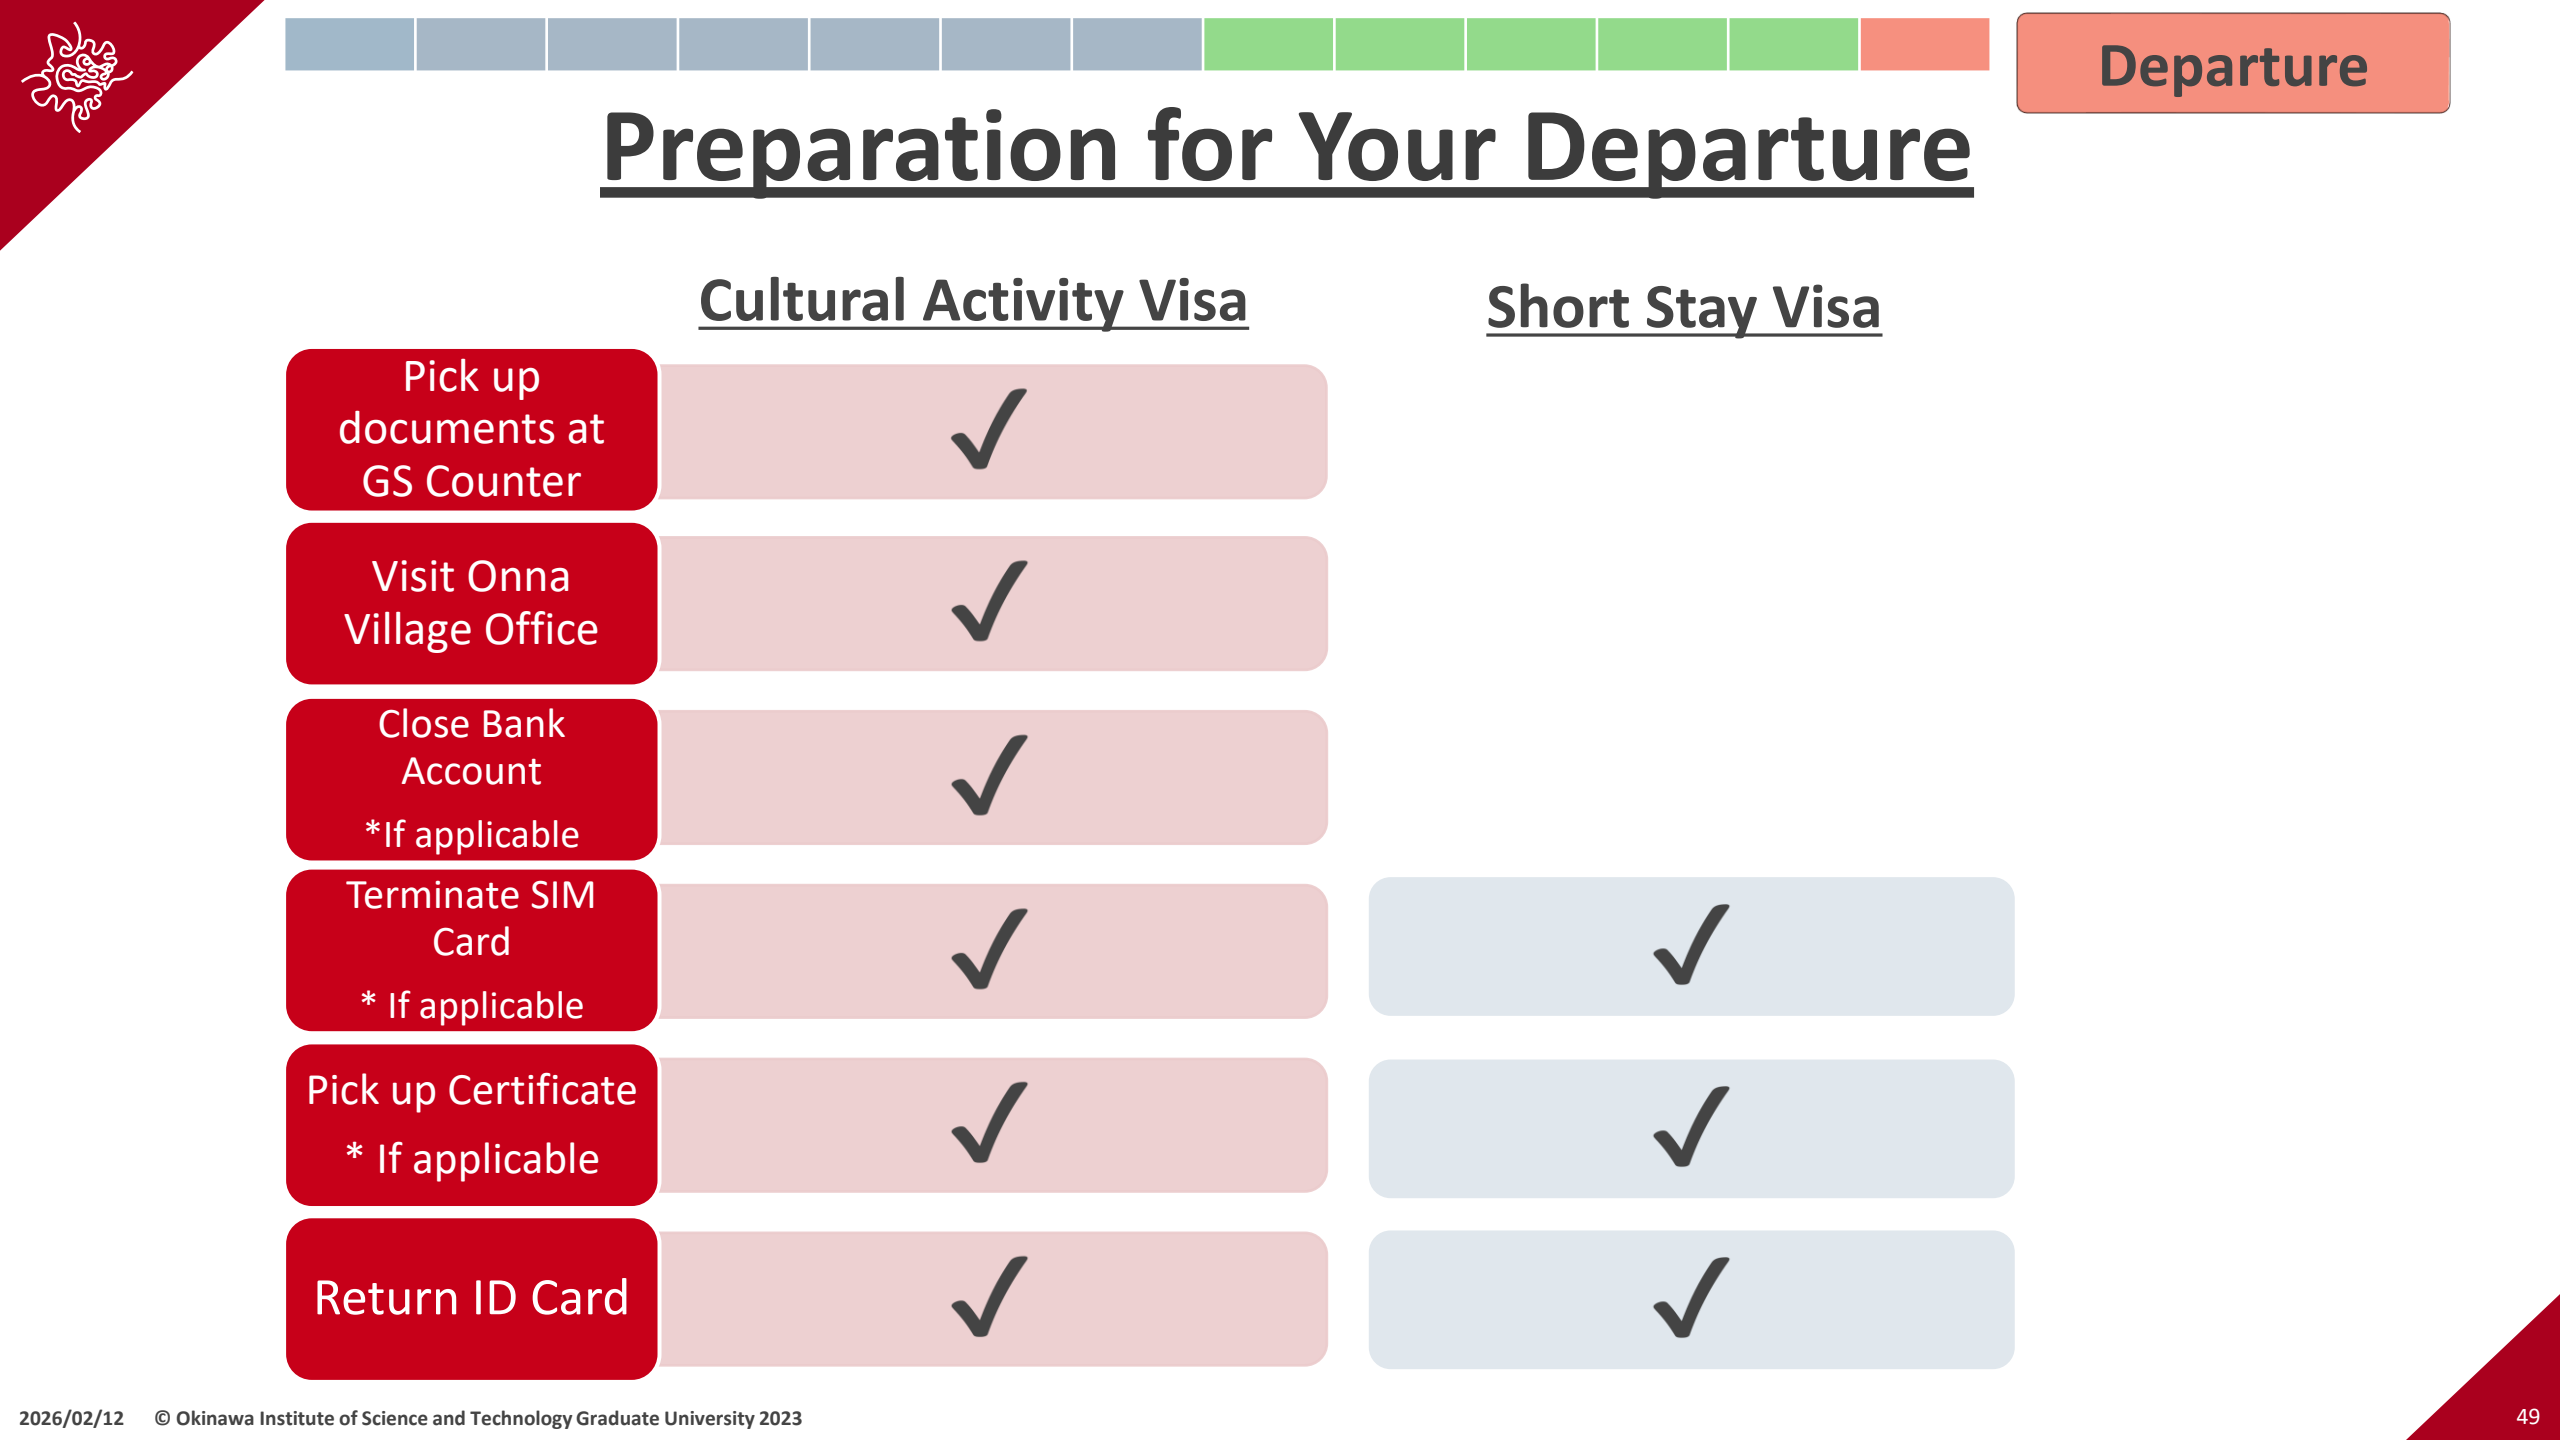 Departure
Preparation for Your Departure
Cultural Activity Visa
Short Stay Visa
Pick up
documents at
GS Counter
✓
Visit Onna
Village Office
✓
Close Bank
Account
*If applicable
✓
Terminate SIM
Card
* If applicable
✓ ✓
Pick up Certificate
* If applicable
✓ ✓
Return ID Card
✓ ✓
2026/02/12 © Okinawa Institute of Science and Technology Graduate University 2023
49